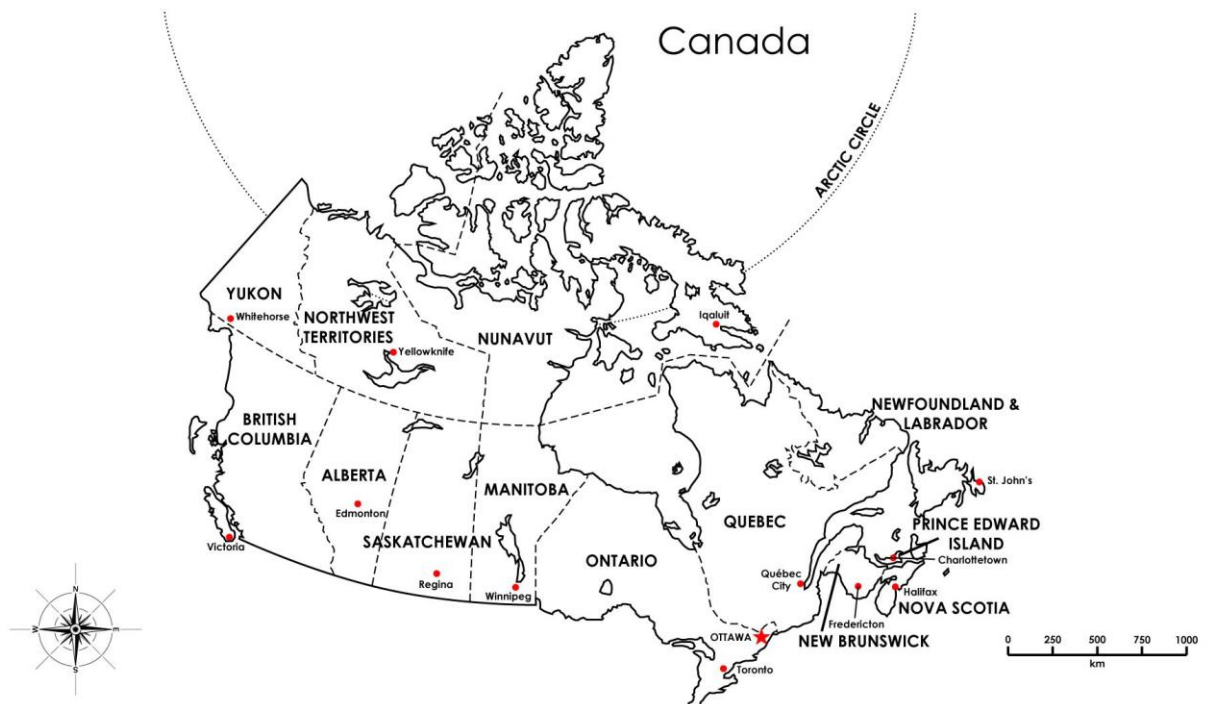 Canada
ARCTIC CIRCLE
YUKON
Whitehorse
NORTHWEST
TERRITORIES
Yellowknife
NUNAVUT
Iqaluit
BRITISH
COLUMBIA
Victoria
ALBERTA
Edmonton
SASKATCHEWAN
Regina
MANITOBA
Winnipeg
ONTARIO
OTTAWA
Toronto
QUEBEC
Québec
City
NEWFOUNDLAND &
LABRADOR
St. John's
PRINCE EDWARD
ISLAND
Charlottetown
Halifax
NOVA SCOTIA
Fredericton
NEW BRUNSWICK
N
W
E
S
0 250 500 750 1000
km